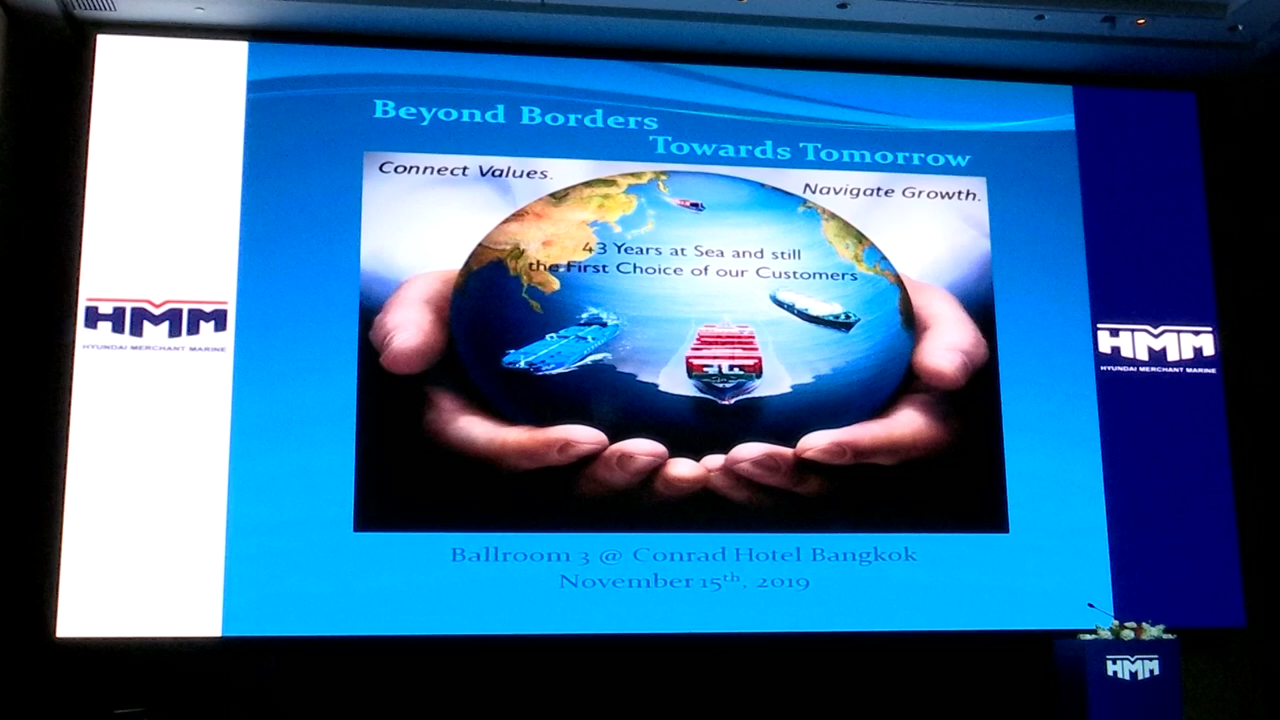 Beyond Borders
Towards Tomorrow
Connect Values.
Navigate Growth.
43 Years at Sea and still
the First Choice of our Customers
HMM
HYUNDAI MERCHANT MARINE
HMM
HYUNDAI MERCHANT MARINE
Ballroom 3 @ Conrad Hotel Bangkok
November 15th, 2019
HMM